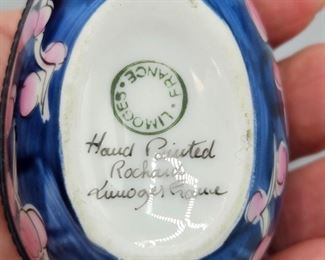 LIMOGES · FRANCE ·
Hand Painted
Rochard
Limoges France